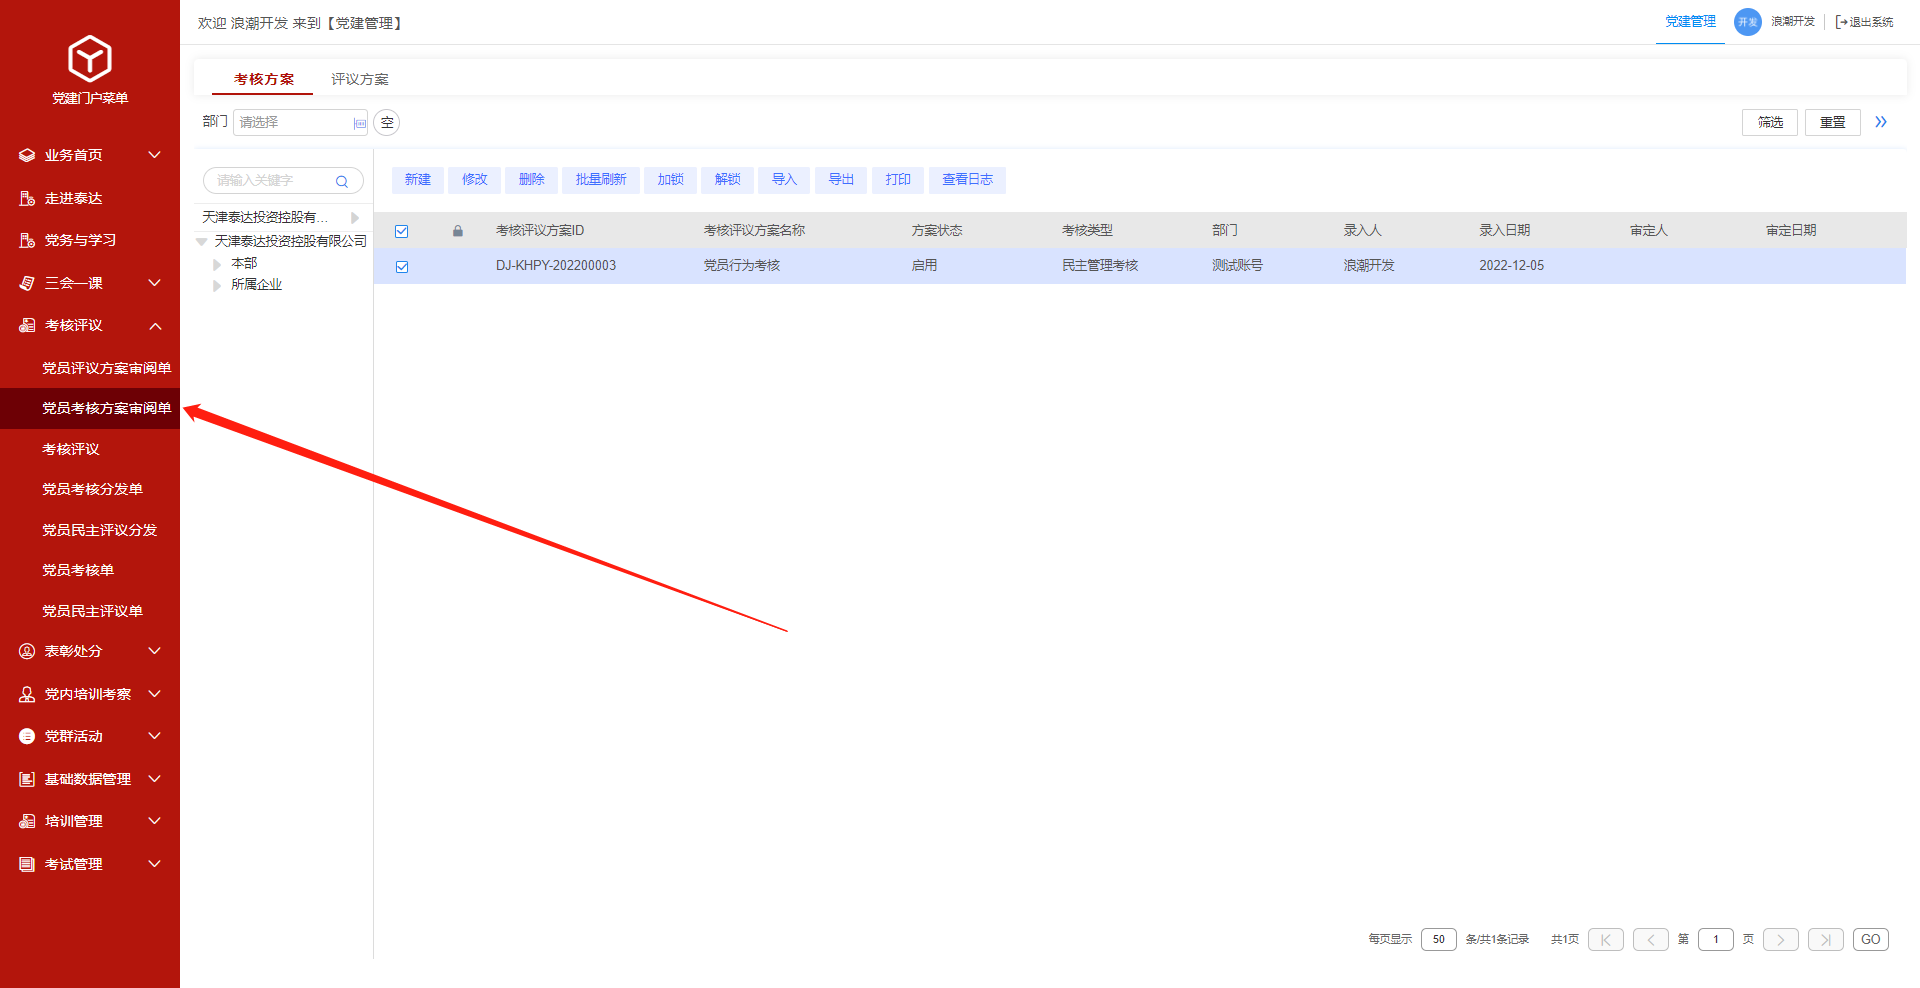 欢迎 浪潮开发 来到【党建管理】
党建管理
开发
浪潮开发
退出系统
党建门户菜单
业务首页
走进泰达
党务与学习
三会一课
考核评议
党员评议方案审阅单
党员考核方案审阅单
考核评议
党员考核分发单
党员民主评议分发
党员考核单
党员民主评议单
表彰处分
党内培训考察
党群活动
基础数据管理
培训管理
考试管理
考核方案 评议方案
部门 请选择 空 筛选 重置
请输入关键字
天津泰达投资控股有...
天津泰达投资控股有限公司
本部
所属企业
新建 修改 删除 批量刷新 加锁 解锁 导入 导出 打印 查看日志
考核评议方案ID 考核评议方案名称 方案状态 考核类型 部门 录入人 录入日期 审定人 审定日期
DJ-KHPY-202200003 党员行为考核 启用 民主管理考核 测试账号 浪潮开发 2022-12-05
每页显示 50 条/共1条记录 共1页 第 1 页 GO